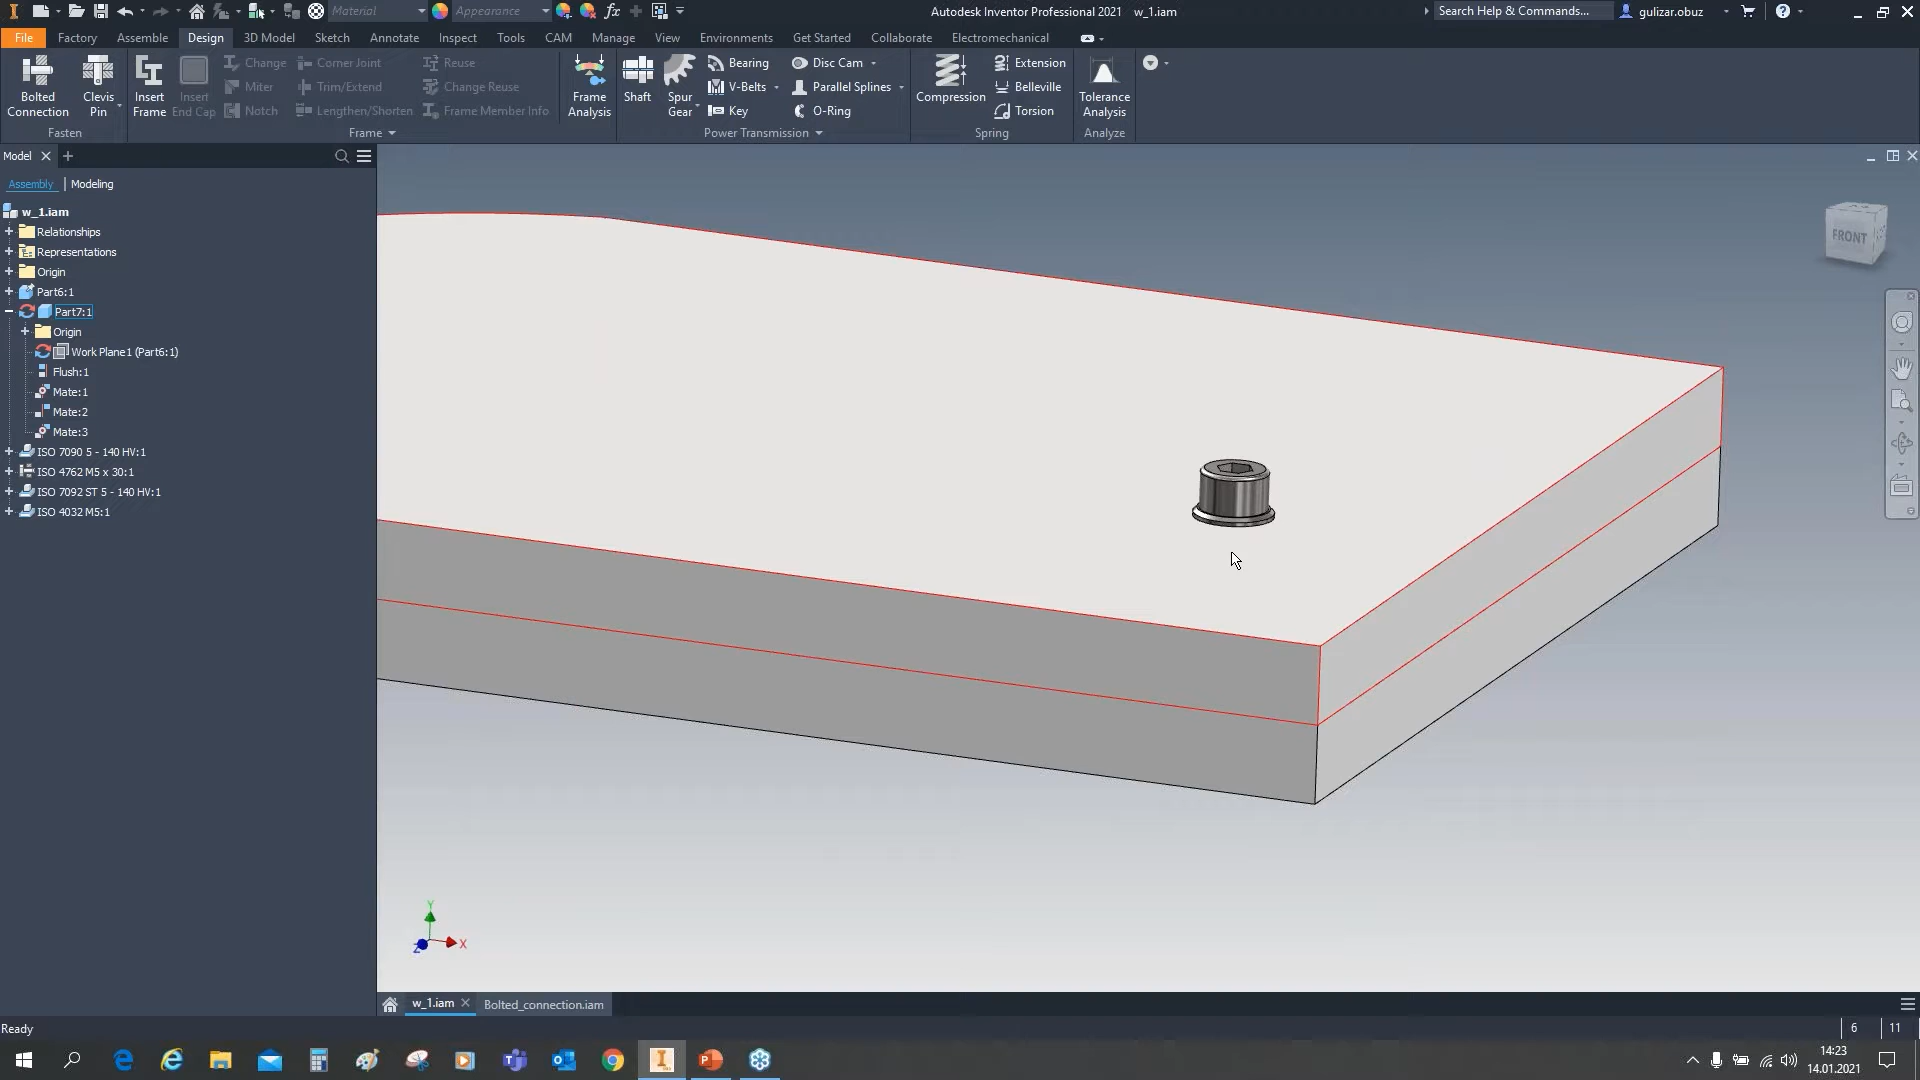 Material
Appearance
fx
Autodesk Inventor Professional 2021 w_1.iam
Search Help & Commands...
gulizar.obuz
File Factory Assemble Design 3D Model Sketch Annotate Inspect Tools CAM Manage View Environments Get Started Collaborate Electromechanical
Bolted Connection
Clevis Pin
Insert Frame
Insert End Cap
Change
Miter
Notch
Corner Joint
Trim/Extend
Lengthen/Shorten
Reuse
Change Reuse
Frame Member Info
Frame Analysis
Shaft
Spur Gear
Bearing
V-Belts
Key
Disc Cam
Parallel Splines
O-Ring
Compression
Extension
Belleville
Torsion
Tolerance Analysis
Fasten Frame Power Transmission Spring Analyze
Model
Assembly | Modeling
w_1.iam
Relationships
Representations
Origin
Part6:1
Part7:1
Origin
Work Plane1 (Part6:1)
Flush:1
Mate:1
Mate:2
Mate:3
ISO 7090 5 - 140 HV:1
ISO 4762 M5 x 30:1
ISO 7092 ST 5 - 140 HV:1
ISO 4032 M5:1
FRONT
Y
X
Z
w_1.iam Bolted_connection.iam
Ready
6 11
14:23
14.01.2021